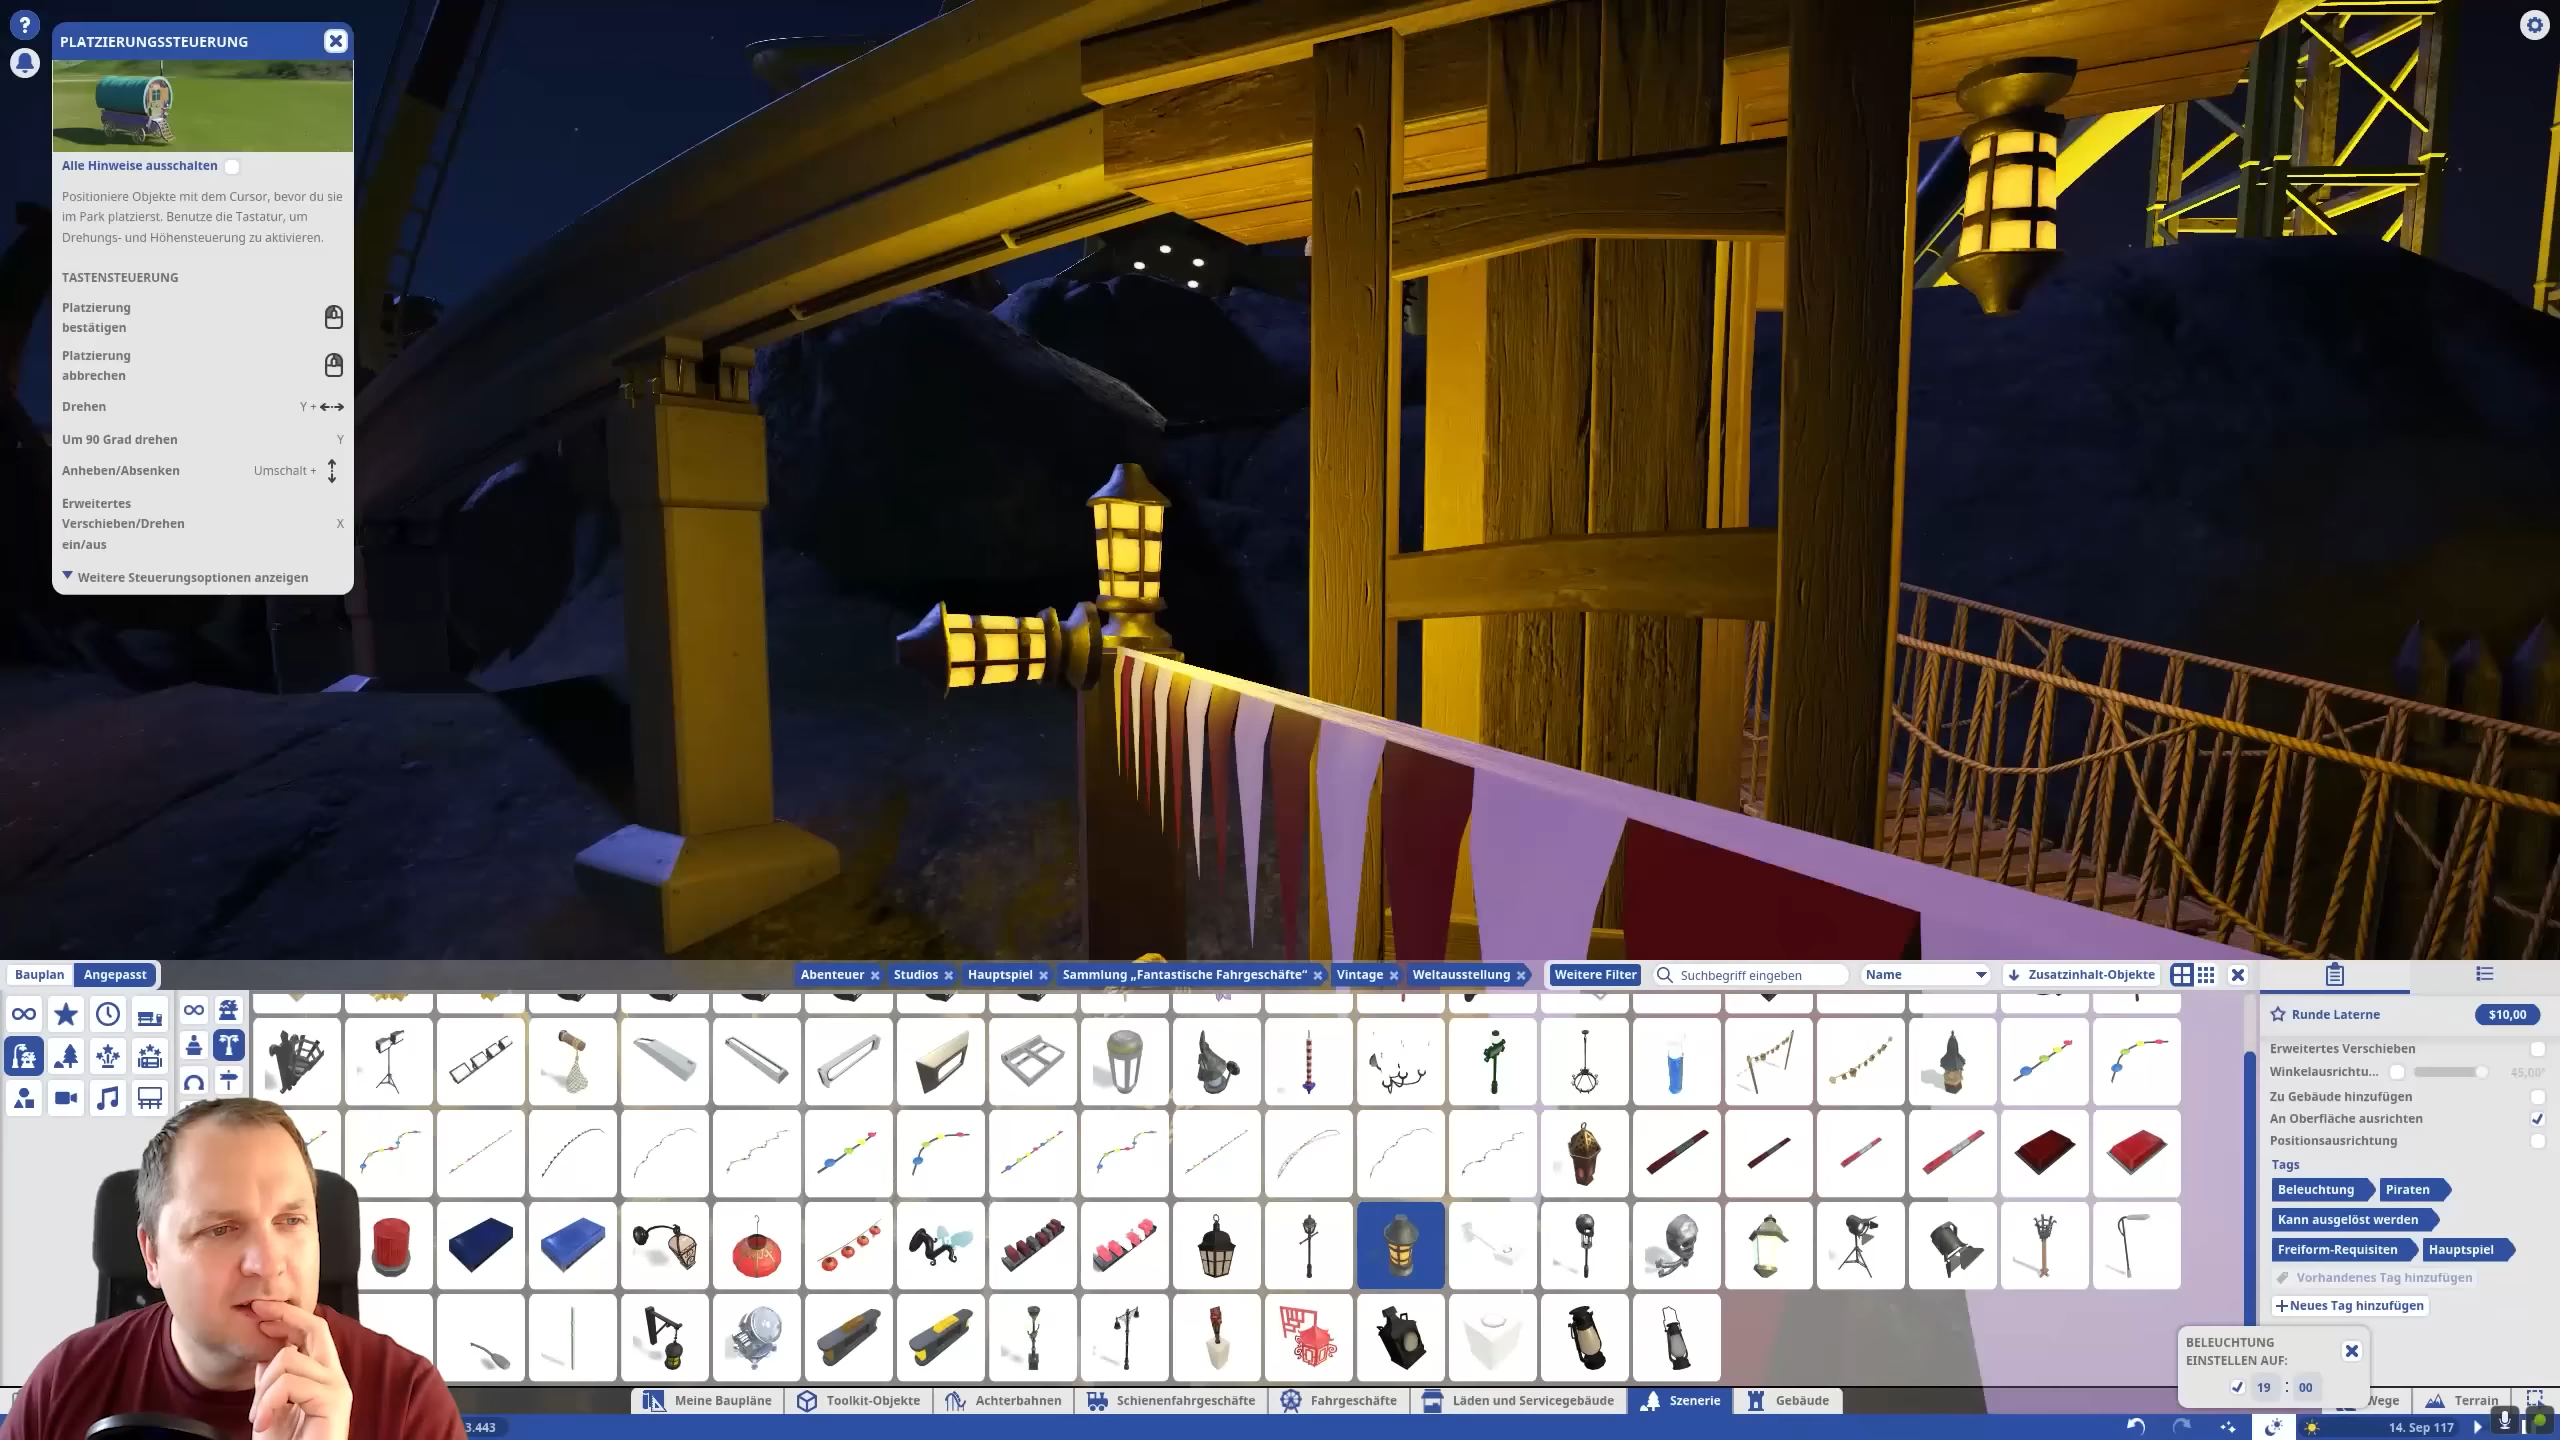 ?
PLATZIERUNGSSTEUERUNG
Alle Hinweise ausschalten
Positioniere Objekte mit dem Cursor, bevor du sie
im Park platzierst. Benutze die Tastatur, um
Drehungs- und Höhensteuerung zu aktivieren.
TASTENSTEUERUNG
Platzierung
bestätigen
Platzierung
abbrechen
Drehen Y +
Um 90 Grad drehen Y
Anheben/Absenken Umschalt +
Erweitertes
Verschieben/Drehen X
ein/aus
Weitere Steuerungsoptionen anzeigen
Bauplan Angepasst
Abenteuer Studios Hauptspiel Sammlung „Fantastische Fahrgeschäfte“ Vintage Weltausstellung Weitere Filter Suchbegriff eingeben Name Zusatzinhalt-Objekte
Runde Laterne $10,00
Erweitertes Verschieben
Winkelausrichtu... 45,00°
Zu Gebäude hinzufügen
An Oberfläche ausrichten
Positionsausrichtung
Tags
Beleuchtung Piraten
Kann ausgelöst werden
Freiform-Requisiten Hauptspiel
Vorhandenes Tag hinzufügen
+Neues Tag hinzufügen
BELEUCHTUNG
EINSTELLEN AUF:
19 : 00
Meine Baupläne Toolkit-Objekte Achterbahnen Schienenfahrgeschäfte Fahrgeschäfte Läden und Servicegebäude Szenerie Gebäude Wege Terrain
3.443
14. Sep 117